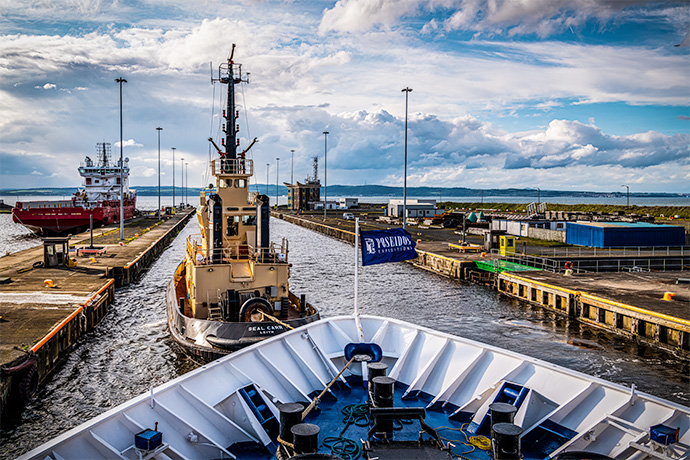 POSEIDON
EXPEDITIONS
SEAL CARR
LEITH